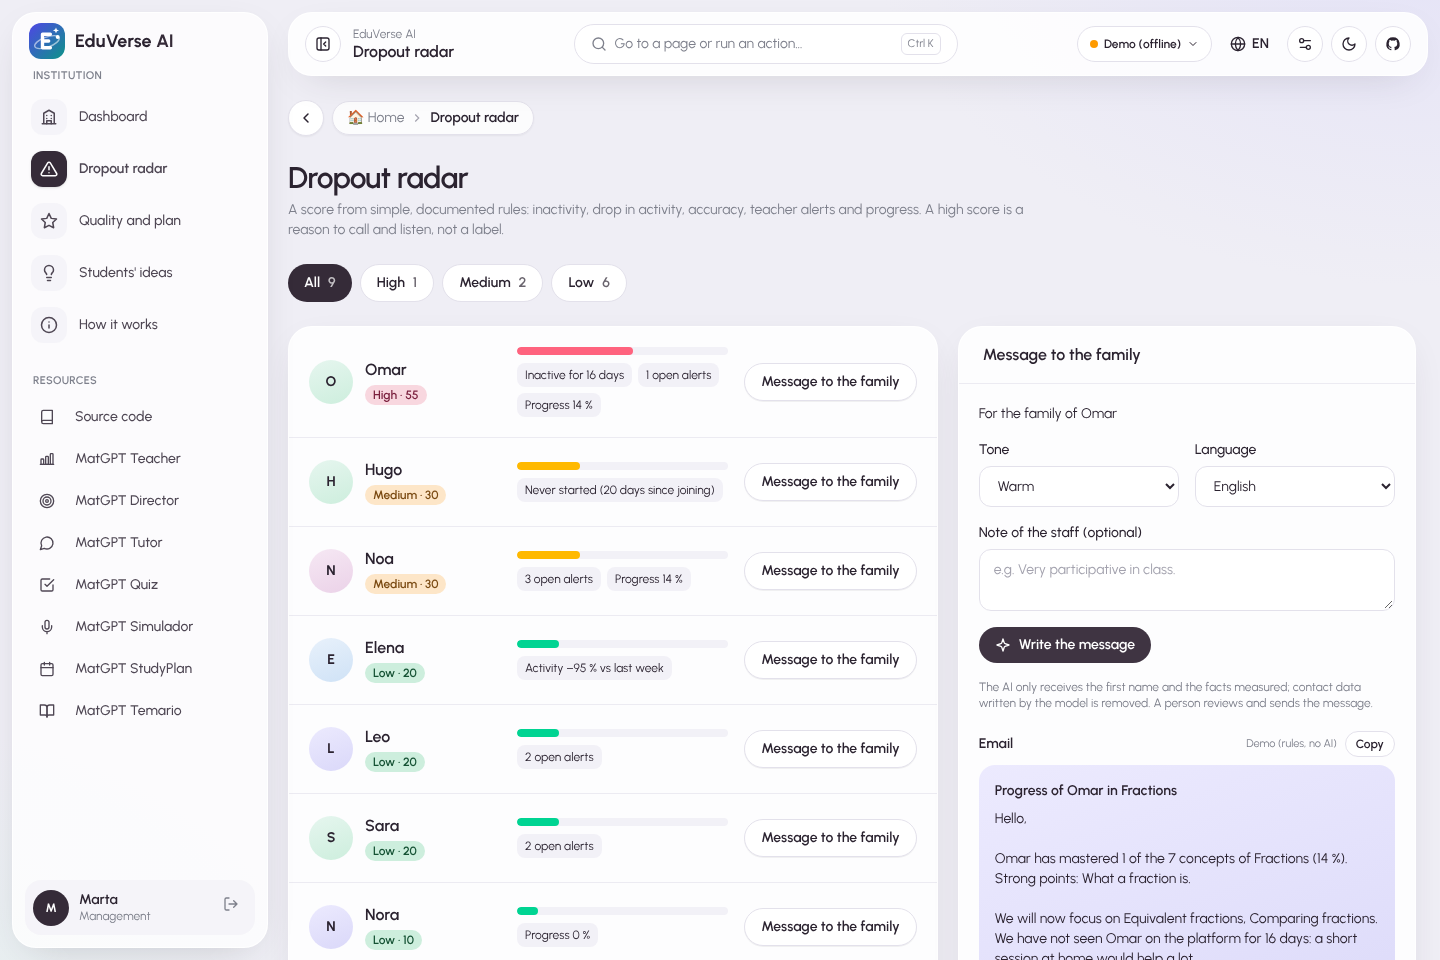 EduVerse AI
INSTITUTION
Dashboard
Dropout radar
Quality and plan
Students' ideas
How it works
RESOURCES
Source code
MatGPT Teacher
MatGPT Director
MatGPT Tutor
MatGPT Quiz
MatGPT Simulador
MatGPT StudyPlan
MatGPT Temario
M
Marta
Management
EduVerse AI
Dropout radar
Go to a page or run an action...
Ctrl K
Demo (offline)
EN
Home
Dropout radar
Dropout radar
A score from simple, documented rules: inactivity, drop in activity, accuracy, teacher alerts and progress. A high score is a
reason to call and listen, not a label.
All 9
High 1
Medium 2
Low 6
O
Omar
High · 55
Inactive for 16 days
1 open alerts
Progress 14 %
Message to the family
H
Hugo
Medium · 30
Never started (20 days since joining)
Message to the family
N
Noa
Medium · 30
3 open alerts
Progress 14 %
Message to the family
E
Elena
Low · 20
Activity −95 % vs last week
Message to the family
L
Leo
Low · 20
2 open alerts
Message to the family
S
Sara
Low · 20
2 open alerts
Message to the family
N
Nora
Low · 10
Progress 0 %
Message to the family
Message to the family
For the family of Omar
Tone
Language
Warm
English
Note of the staff (optional)
e.g. Very participative in class.
Write the message
The AI only receives the first name and the facts measured; contact data
written by the model is removed. A person reviews and sends the message.
Email
Demo (rules, no AI)
Copy
Progress of Omar in Fractions
Hello,
Omar has mastered 1 of the 7 concepts of Fractions (14 %).
Strong points: What a fraction is.
We will now focus on Equivalent fractions, Comparing fractions.
We have not seen Omar on the platform for 16 days: a short
session at home would help a lot.